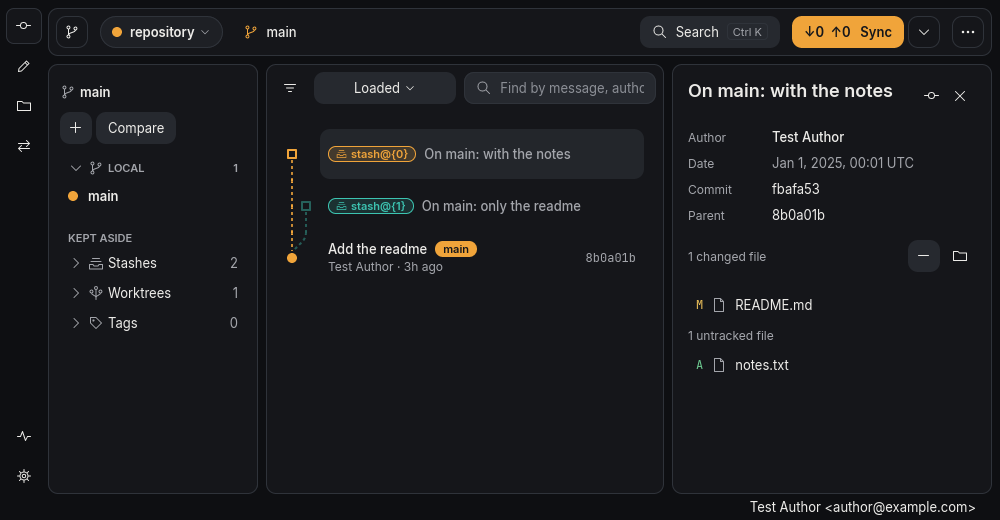 repository
main
Search Ctrl K
↓0 ↑0 Sync
main
Compare
LOCAL 1
main
KEPT ASIDE
Stashes 2
Worktrees 1
Tags 0
Loaded
Find by message, autho
stash@{0} On main: with the notes
stash@{1} On main: only the readme
Add the readme main
Test Author · 3h ago 8b0a01b
On main: with the notes
Author Test Author
Date Jan 1, 2025, 00:01 UTC
Commit fbafa53
Parent 8b0a01b
1 changed file
M README.md
1 untracked file
A notes.txt
Test Author <author@example.com>